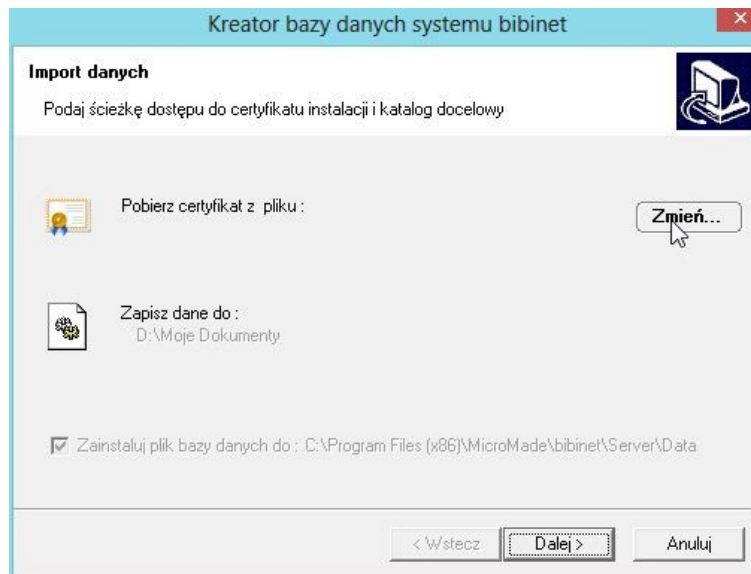 Kreator bazy danych systemu bibinet
Import danych
Podaj ścieżkę dostępu do certyfikatu instalacji i katalog docelowy
Pobierz certyfikat z pliku :
Zmień...
Zapisz dane do :
D:\Moje Dokumenty
Zainstaluj plik bazy danych do : C:\Program Files (x86)\MicroMade\bibinet\Server\Data
< Wstecz
Dalej >
Anuluj